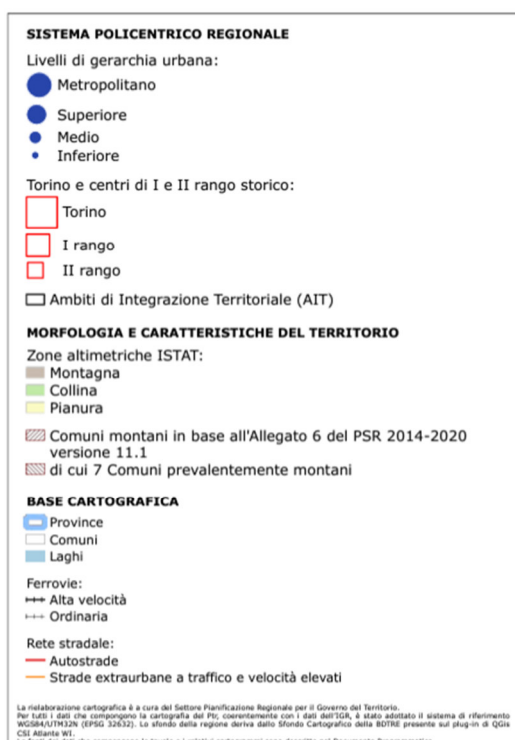 SISTEMA POLICENTRICO REGIONALE
Livelli di gerarchia urbana:
Metropolitano
Superiore
Medio
Inferiore
Torino e centri di I e II rango storico:
Torino
I rango
II rango
Ambiti di Integrazione Territoriale (AIT)
MORFOLOGIA E CARATTERISTICHE DEL TERRITORIO
Zone altimetriche ISTAT:
Montagna
Collina
Pianura
Comuni montani in base all'Allegato 6 del PSR 2014-2020
versione 11.1
di cui 7 Comuni prevalentemente montani
BASE CARTOGRAFICA
Province
Comuni
Laghi
Ferrovie:
Alta velocità
Ordinaria
Rete stradale:
Autostrade
Strade extraurbane a traffico e velocità elevati
La rielaborazione cartografica è a cura del Settore Pianificazione Regionale per il Governo del Territorio.
Per tutti i dati che compongono la cartografia del Ptr, coerentemente con i dati dell'IGR, è stato adottato il sistema di riferimento
WGS84/UTM32N (EPSG 32632). Lo sfondo della regione deriva dallo Sfondo Cartografico della BDTRE presente sul plug-in di QGis
CSI Atlante WI.